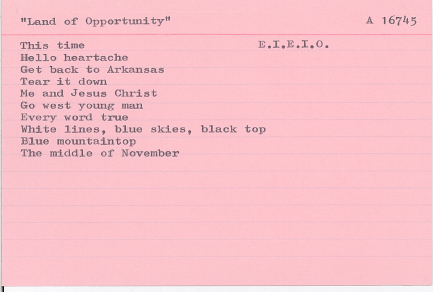 "Land of Opportunity" A 16745
This time E.I.E.I.O.
Hello heartache
Get back to Arkansas
Tear it down
Me and Jesus Christ
Go west young man
Every word true
White lines, blue skies, black top
Blue mountaintop
The middle of November